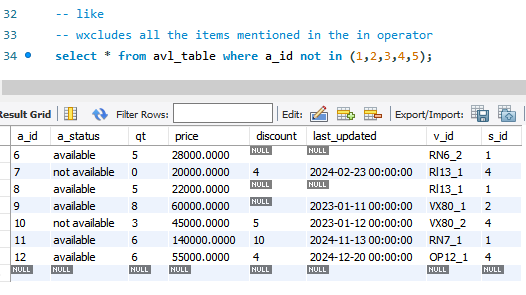 32 -- like
33 -- wxcludes all the items mentioned in the in operator
34 select * from avl_table where a_id not in (1,2,3,4,5);
Result Grid Filter Rows: Edit: Export/Import:
a_id a_status qt price discount last_updated v_id s_id
6 available 5 28000.0000 NULL NULL RN6_2 1
7 not available 0 20000.0000 4 2024-02-23 00:00:00 Rl13_1 4
8 available 5 22000.0000 NULL NULL Rl13_1 1
9 available 8 60000.0000 NULL 2023-01-11 00:00:00 VX80_1 2
10 not available 3 45000.0000 5 2023-01-12 00:00:00 VX80_2 4
11 available 6 140000.0000 10 2024-11-13 00:00:00 RN7_1 1
12 available 6 55000.0000 4 2024-12-20 00:00:00 OP12_1 4
NULL NULL NULL NULL NULL NULL NULL NULL